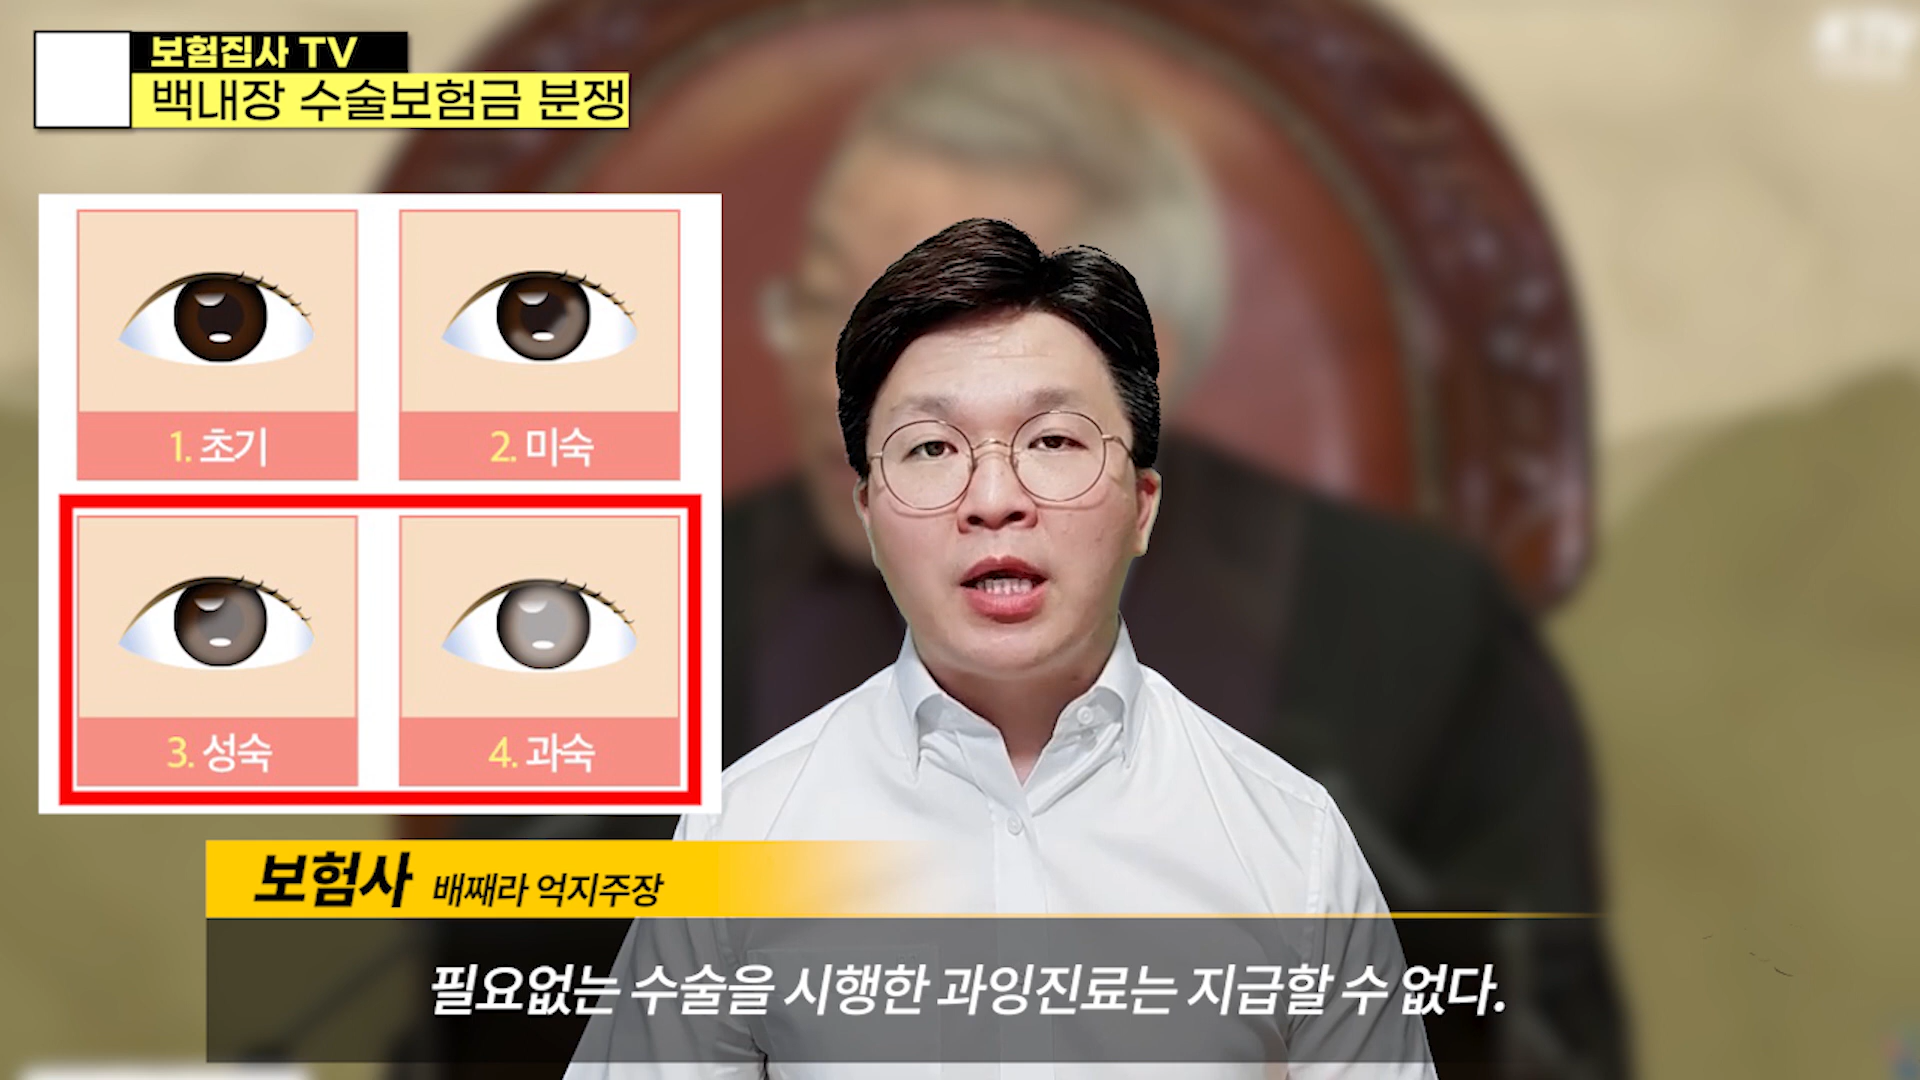 보험집사 TV
백내장 수술보험금 분쟁
1. 초기
2. 미숙
3. 성숙
4. 과숙
보험사 배째라 억지주장
필요없는 수술을 시행한 과잉진료는 지급할 수 없다.